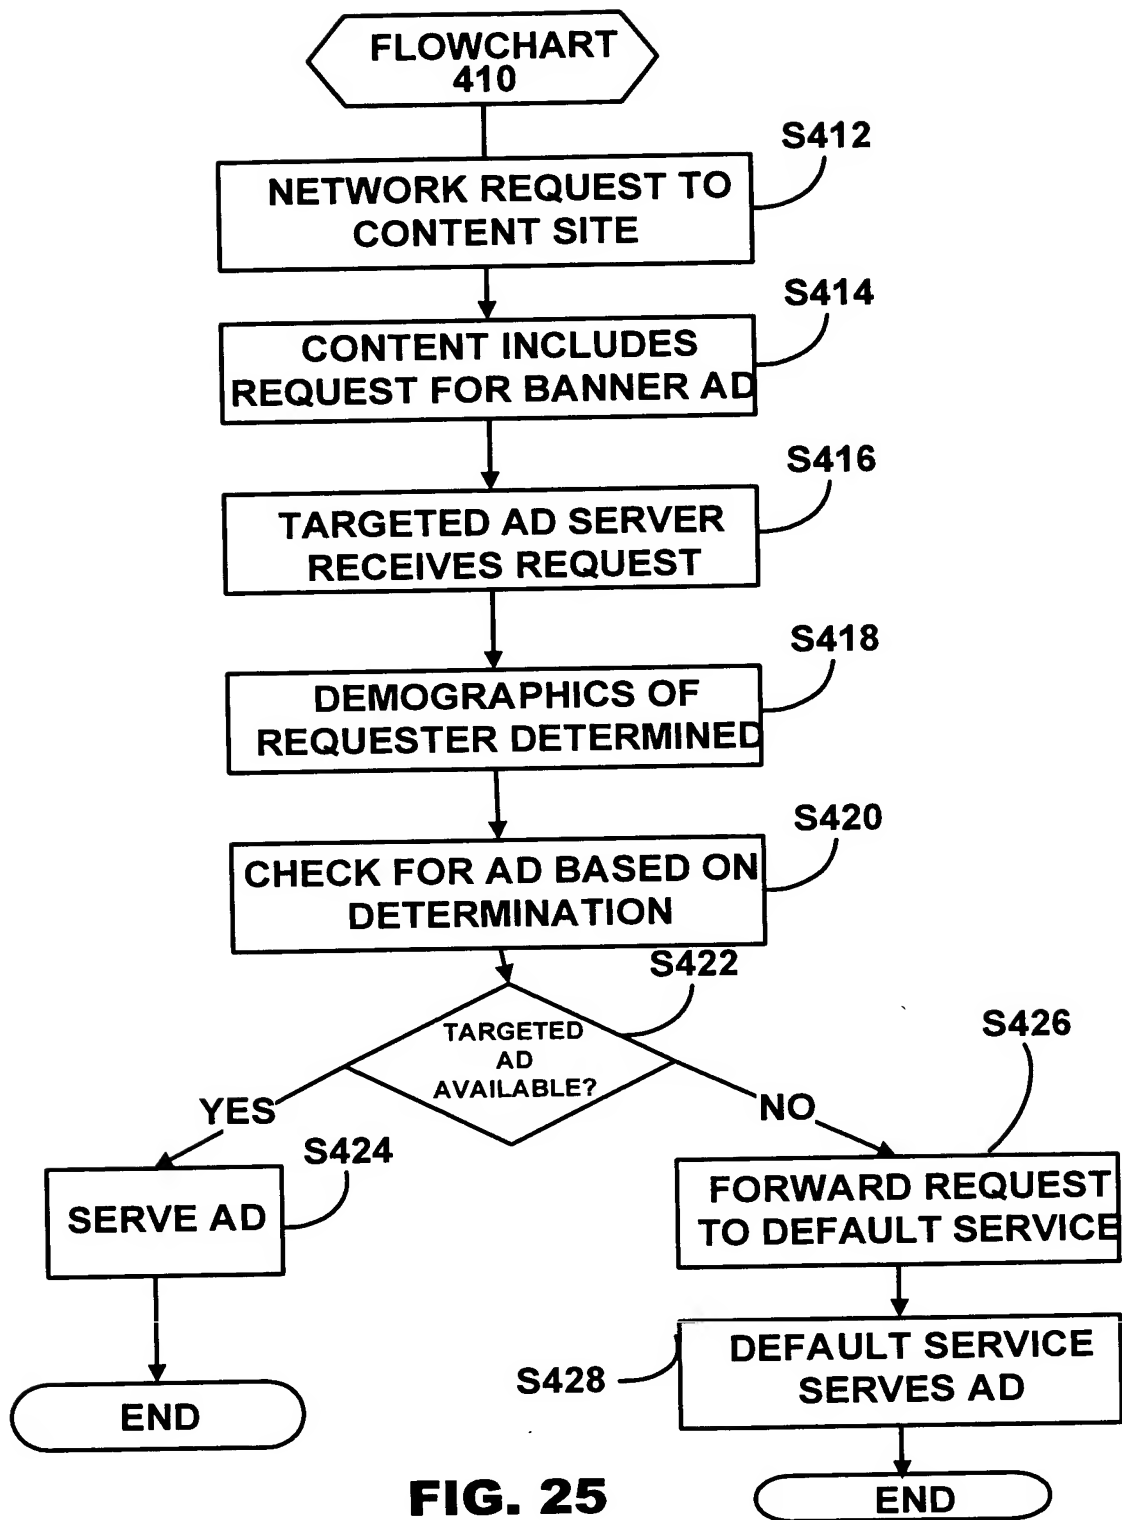 FLOWCHART
410
S412
NETWORK REQUEST TO
CONTENT SITE
S414
CONTENT INCLUDES
REQUEST FOR BANNER AD
S416
TARGETED AD SERVER
RECEIVES REQUEST
S418
DEMOGRAPHICS OF
REQUESTER DETERMINED
S420
CHECK FOR AD BASED ON
DETERMINATION
S422
TARGETED
AD
AVAILABLE?
YES
NO
S424
SERVE AD
END
S426
FORWARD REQUEST
TO DEFAULT SERVICE
S428
DEFAULT SERVICE
SERVES AD
END
FIG. 25